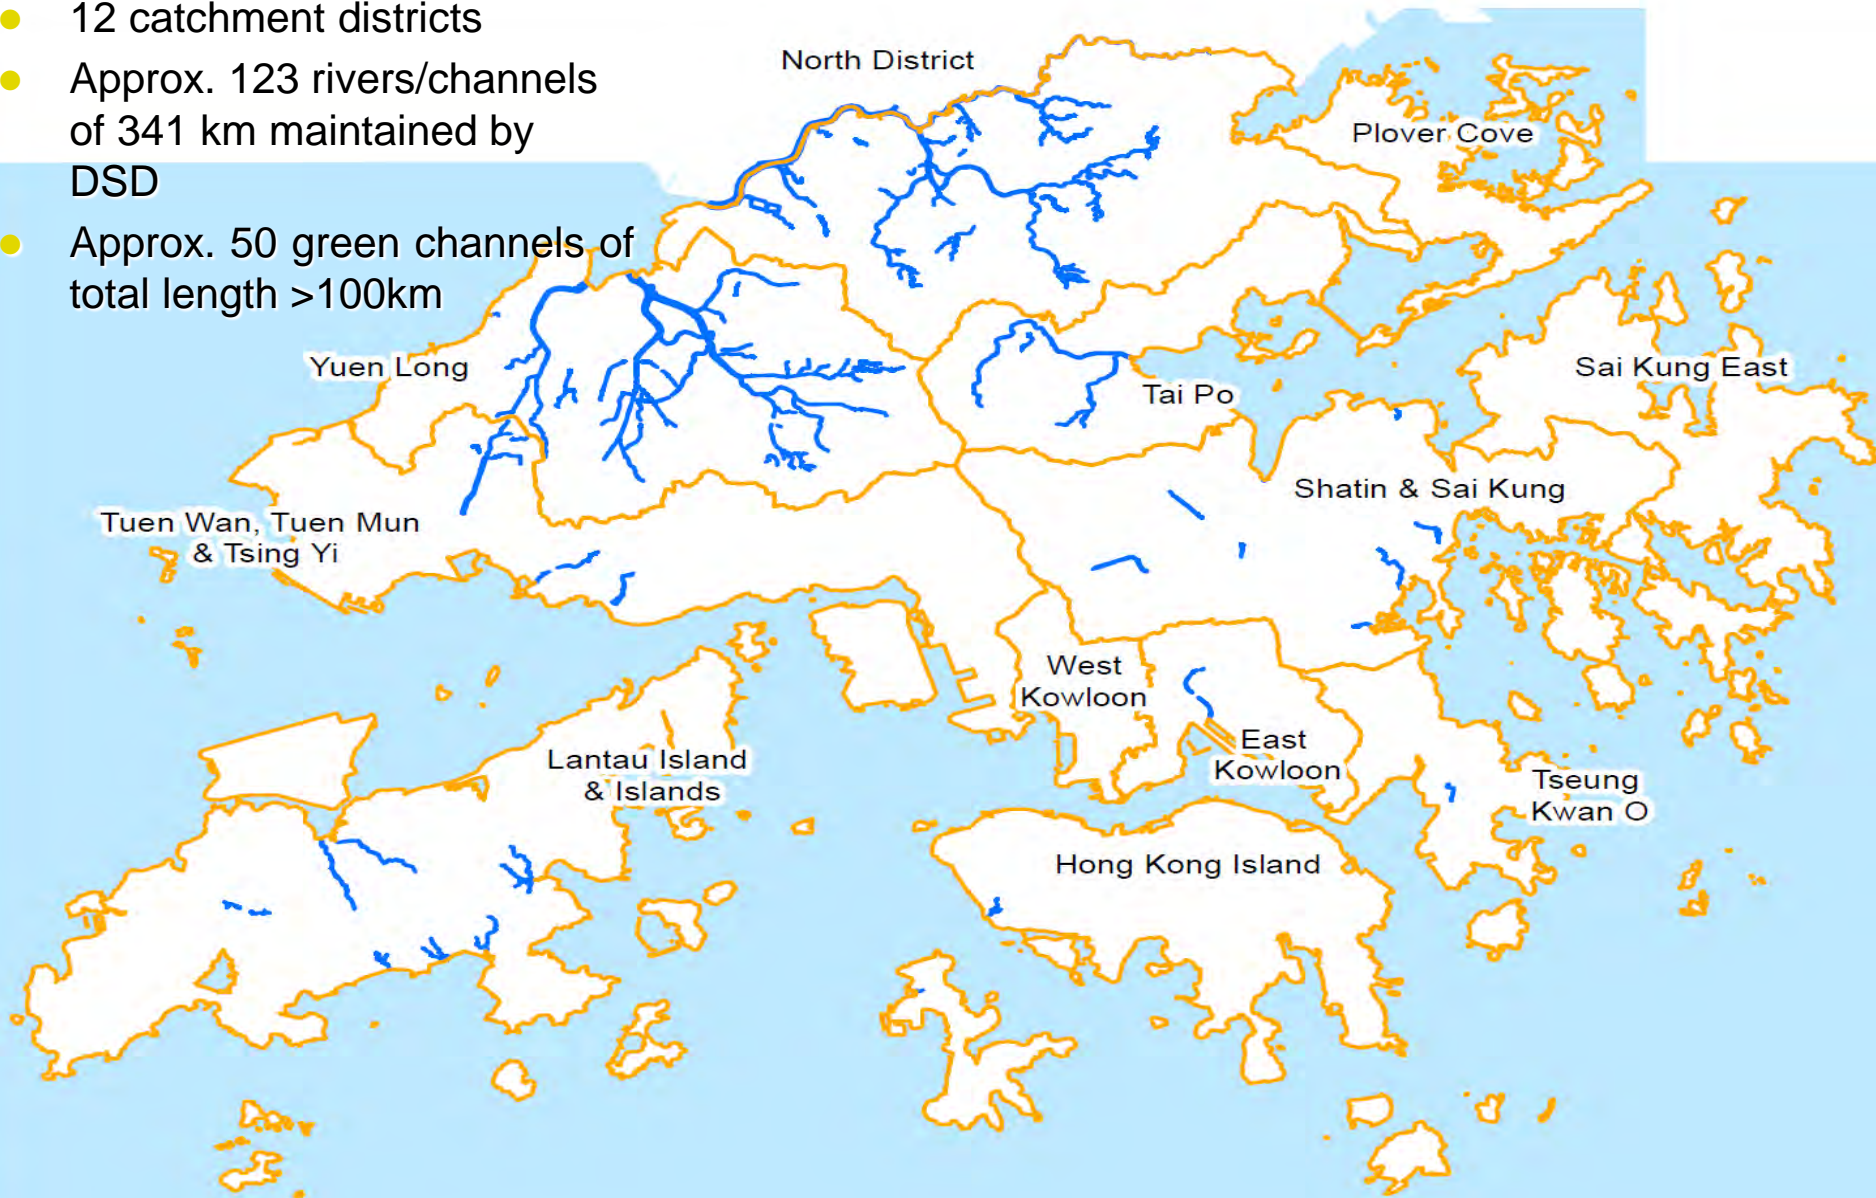 12 catchment districts
Approx. 123 rivers/channels
of 341 km maintained by
DSD
Approx. 50 green channels of
total length >100km
North District
Plover Cove
Yuen Long
Sai Kung East
Tai Po
Shatin & Sai Kung
Tuen Wan, Tuen Mun
& Tsing Yi
West
Kowloon
East
Kowloon
Lantau Island
& Islands
Tseung
Kwan O
Hong Kong Island